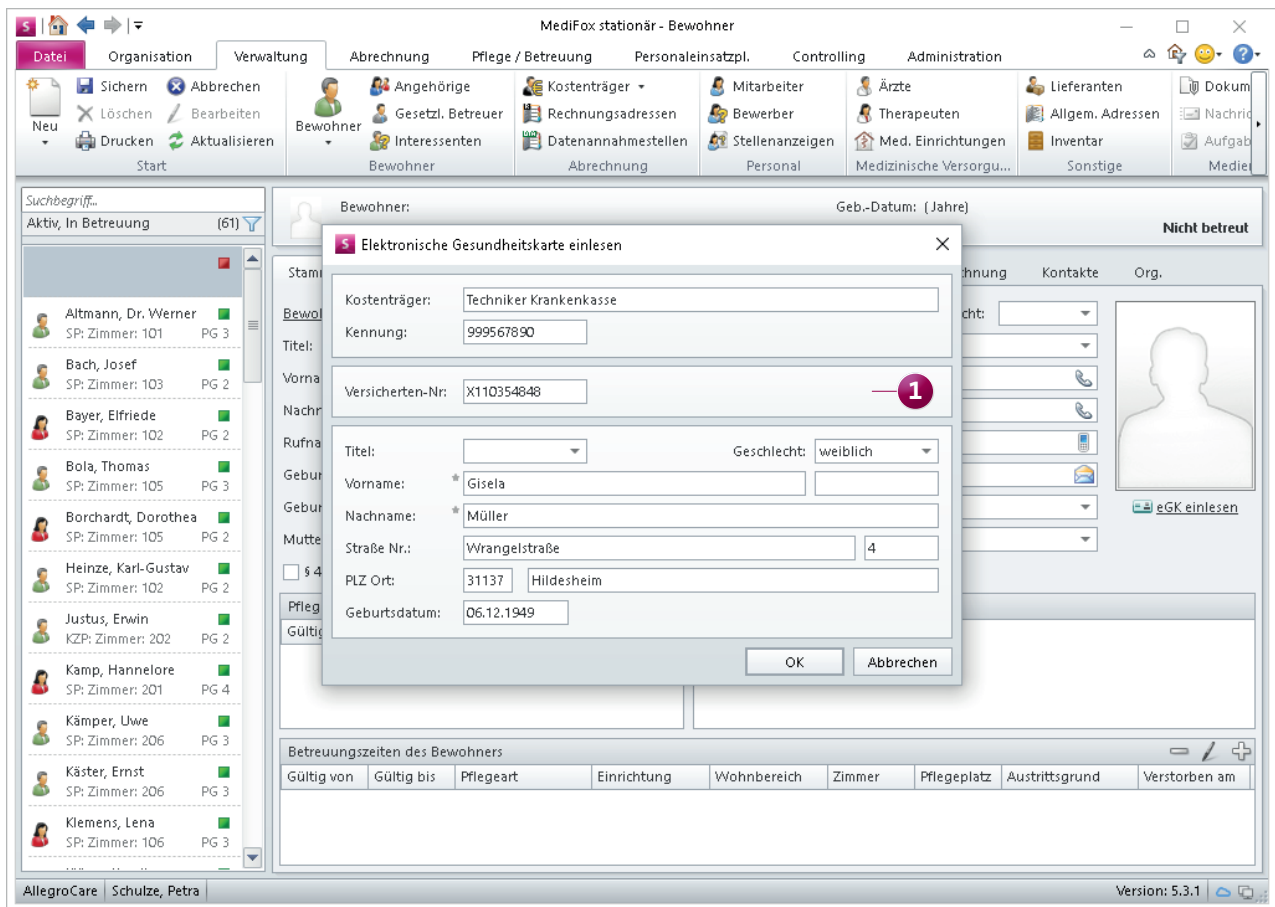 MediFox stationär - Bewohner
Datei Organisation Verwaltung Abrechnung Pflege / Betreuung Personaleinsatzpl. Controlling Administration
Neu
Sichern Abbrechen
Löschen Bearbeiten
Drucken Aktualisieren
Start
Bewohner
Angehörige
Gesetzl. Betreuer
Interessenten
Bewohner
Kostenträger
Rechnungsadressen
Datenannahmestellen
Abrechnung
Mitarbeiter
Bewerber
Stellenanzeigen
Personal
Ärzte
Therapeuten
Med. Einrichtungen
Medizinische Versorgu...
Lieferanten
Allgem. Adressen
Inventar
Sonstige
Dokum
Nachric
Aufgab
Medien
Suchbegriff...
Aktiv, In Betreuung (61)
Altmann, Dr. Werner
SP: Zimmer: 101 PG 3
Bach, Josef
SP: Zimmer: 103 PG 2
Bayer, Elfriede
SP: Zimmer: 102 PG 2
Bola, Thomas
SP: Zimmer: 105 PG 3
Borchardt, Dorothea
SP: Zimmer: 105 PG 2
Heinze, Karl-Gustav
SP: Zimmer: 102 PG 2
Justus, Erwin
KZP: Zimmer: 202 PG 2
Kamp, Hannelore
SP: Zimmer: 201 PG 4
Kämper, Uwe
SP: Zimmer: 206 PG 3
Käster, Ernst
SP: Zimmer: 206 PG 3
Klemens, Lena
SP: Zimmer: 106 PG 3
Bewohner: Geb.-Datum: ( Jahre)
Nicht betreut
Stam hnung Kontakte Org.
Bewol cht:
Titel:
Vorna
Nachr
Rufna
Gebur
Gebur
Mutte
§ 4
eGK einlesen
Pfleg
Gültig
S Elektronische Gesundheitskarte einlesen
Kostenträger: Techniker Krankenkasse
Kennung: 999567890
Versicherten-Nr: X110354848 1
Titel: Geschlecht: weiblich
Vorname: * Gisela
Nachname: * Müller
Straße Nr.: Wrangelstraße 4
PLZ Ort: 31137 Hildesheim
Geburtsdatum: 06.12.1949
OK Abbrechen
Betreuungszeiten des Bewohners
Gültig von Gültig bis Pflegeart Einrichtung Wohnbereich Zimmer Pflegeplatz Austrittsgrund Verstorben am
AllegroCare Schulze, Petra Version: 5.3.1